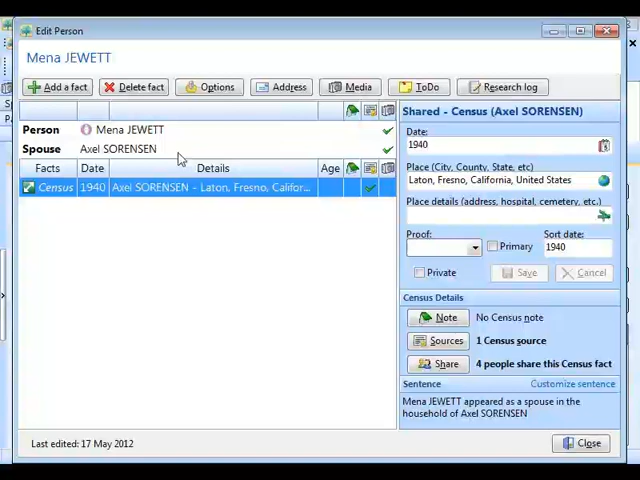 Edit Person
Mena JEWETT
Add a fact
Delete fact
Options
Address
Media
ToDo
Research log
Person Mena JEWETT
Spouse Axel SORENSEN
Facts Date Details Age
Census 1940 Axel SORENSEN - Laton, Fresno, Califor...
Shared - Census (Axel SORENSEN)
Date:
1940
Place (City, County, State, etc)
Laton, Fresno, California, United States
Place details (address, hospital, cemetery, etc.)
Proof: Sort date:
Primary 1940
Private Save Cancel
Census Details
Note No Census note
Sources 1 Census source
Share 4 people share this Census fact
Sentence Customize sentence
Mena JEWETT appeared as a spouse in the
household of Axel SORENSEN
Last edited: 17 May 2012
Close